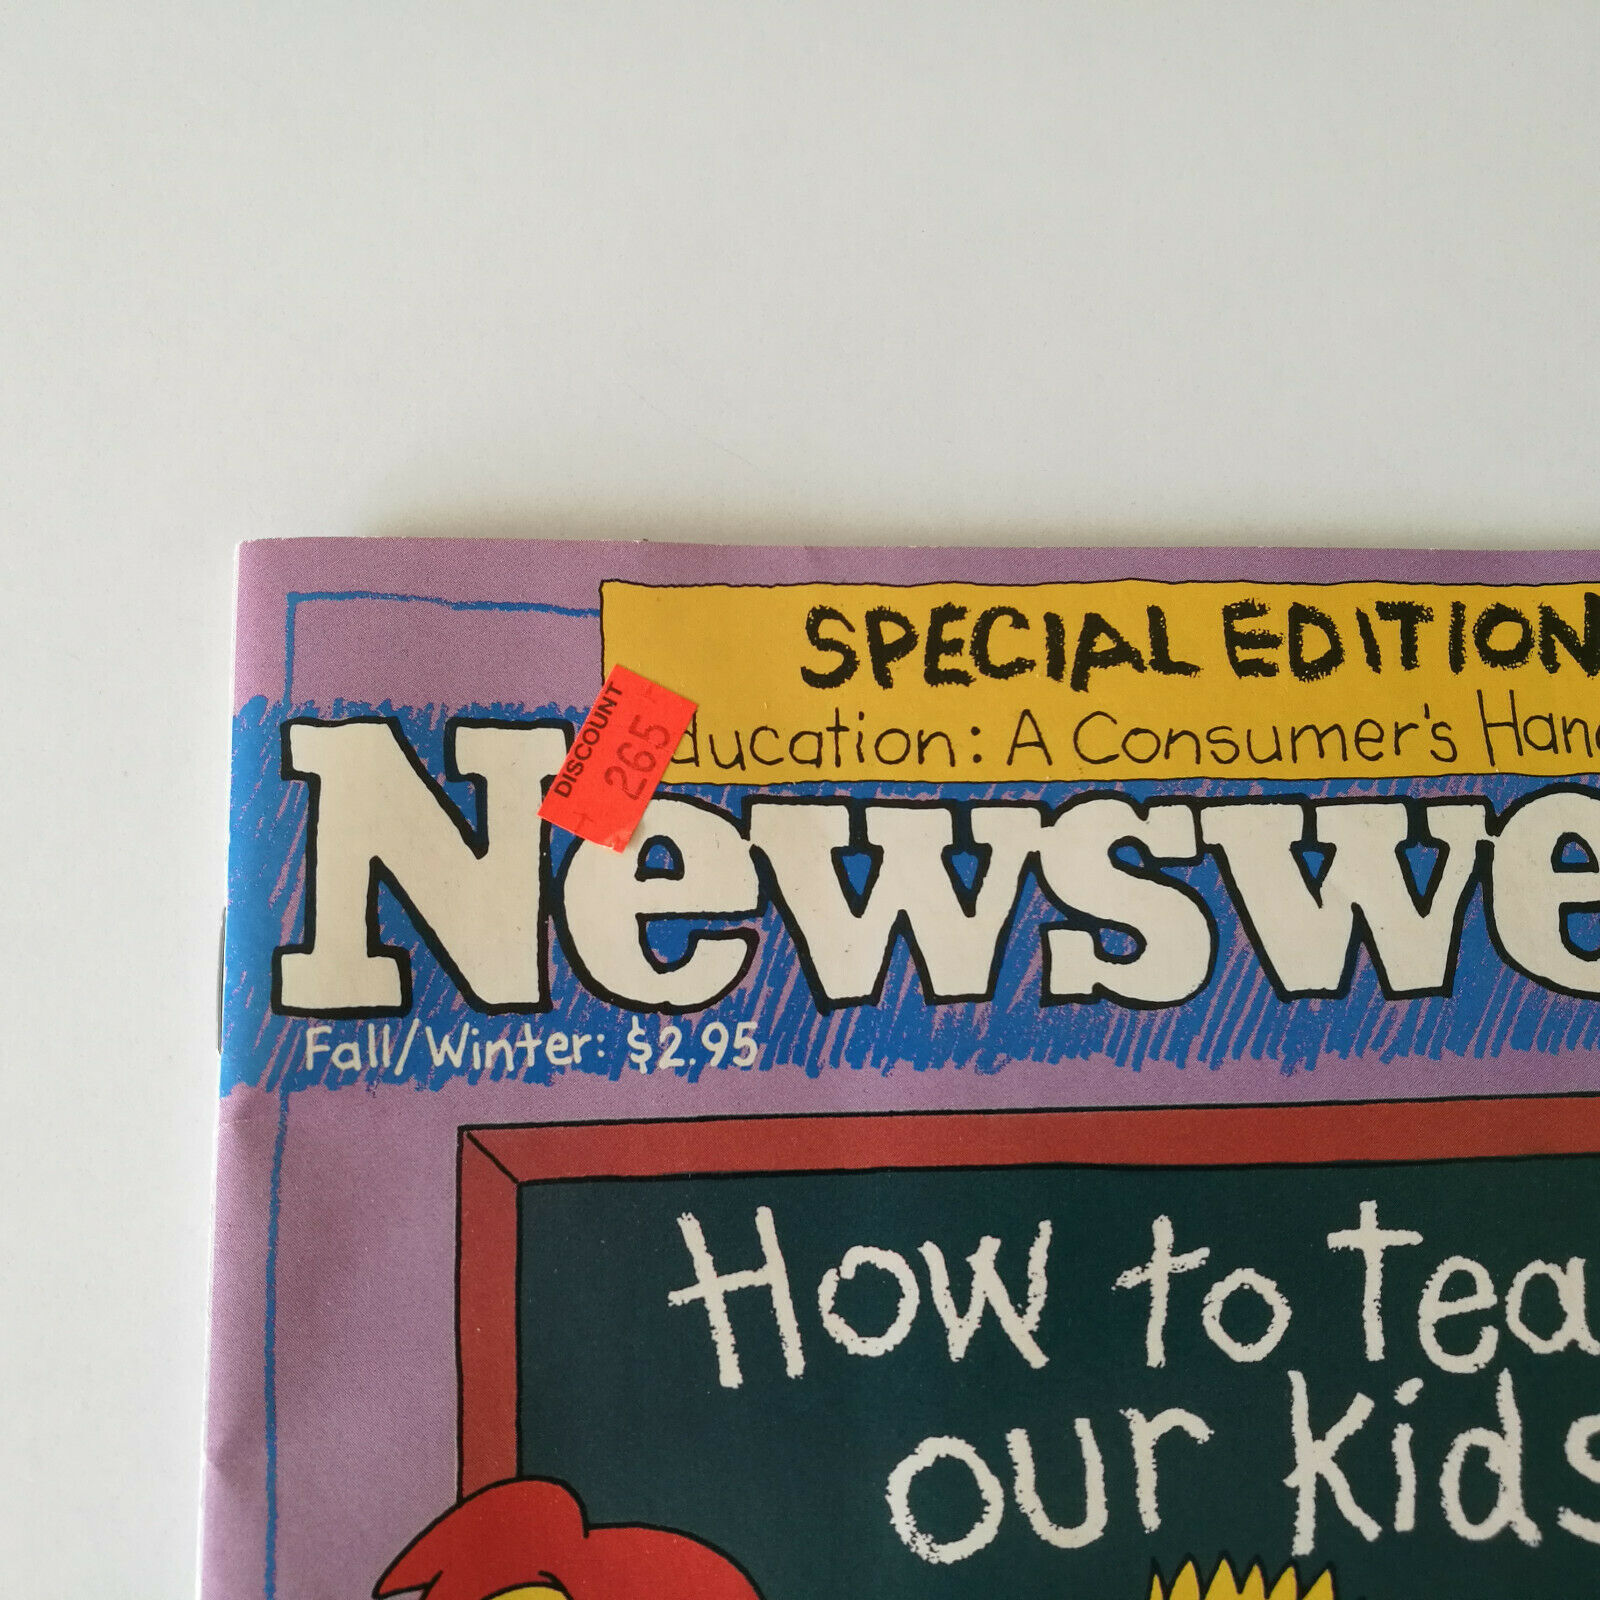 SPECIAL EDITION
ducation: A Consumer's Han
DISCOUNT
265
Newswe
Fall/Winter: $2.95
How to Tea
our kids